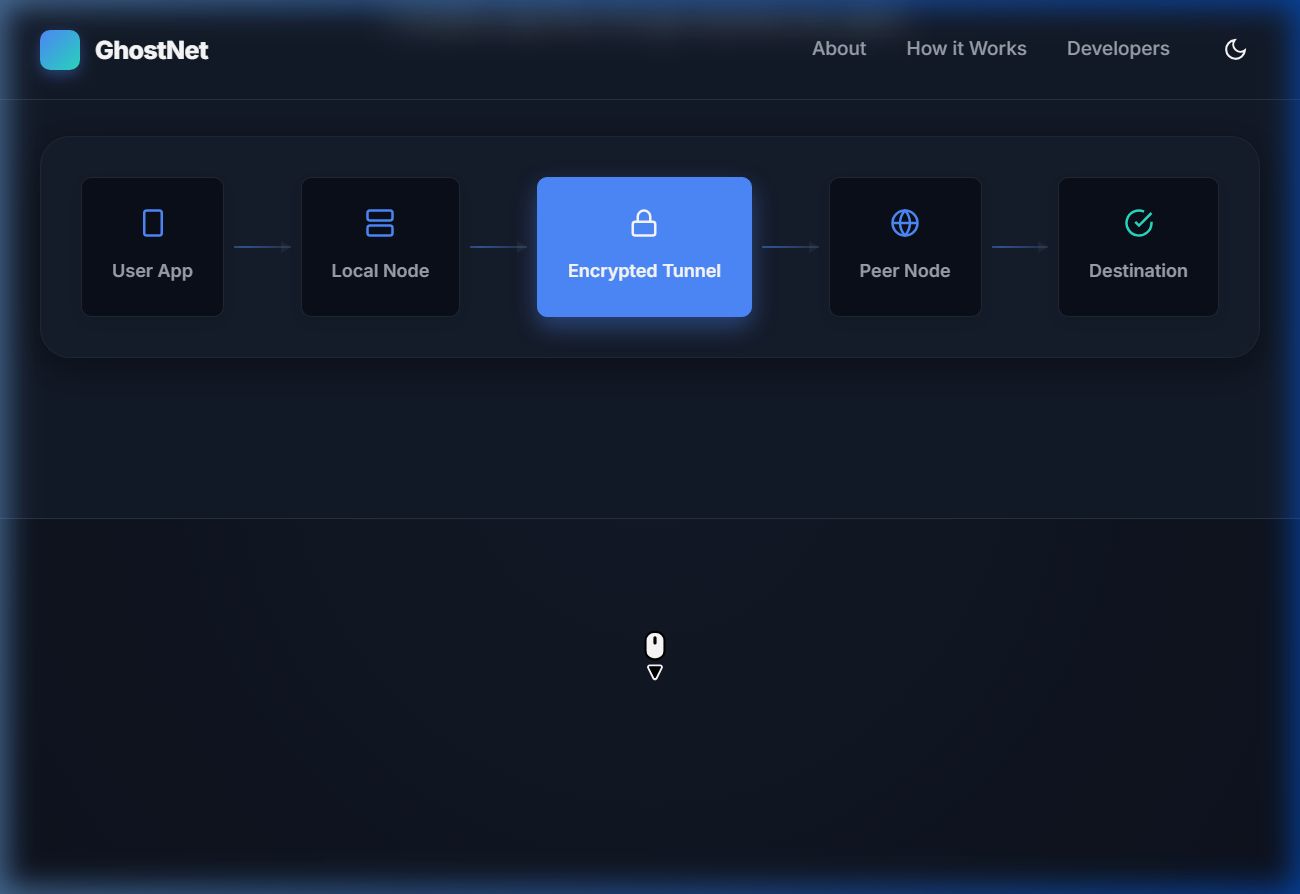 GhostNet
About
How it Works
Developers
User App
Local Node
Encrypted Tunnel
Peer Node
Destination